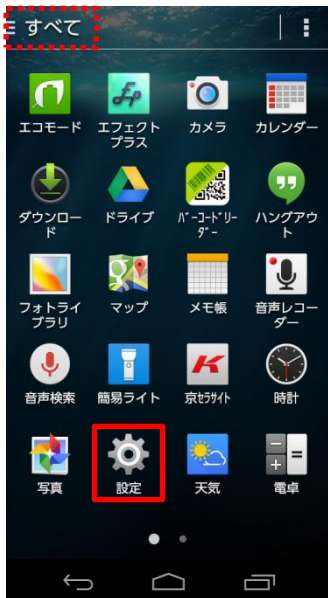 すべて
エコモード
エフェクト
プラス
カメラ
カレンダー
ダウンロー
ド
ドライブ
バーコードリー
ダー
ハングアウ
ト
フォトライ
ブラリ
マップ
メモ帳
音声レコー
ダー
音声検索
簡易ライト
京セラサイト
時計
写真
設定
天気
電卓